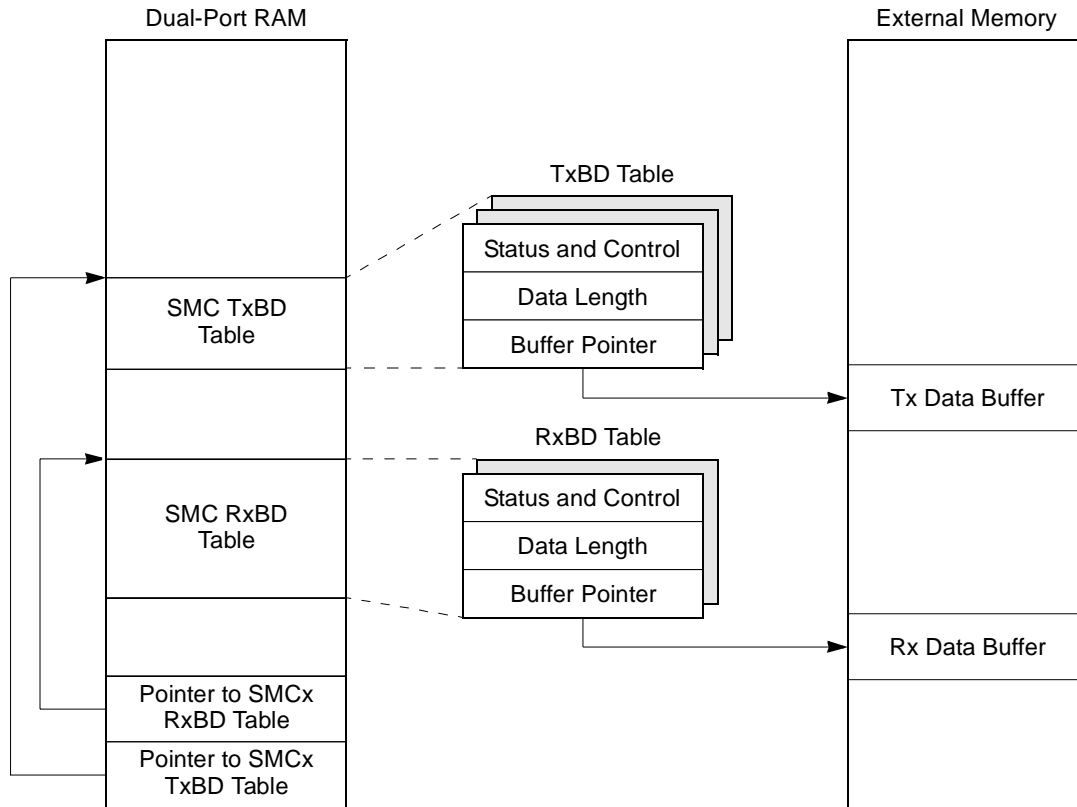 Dual-Port RAM
External Memory
TxBD Table
Status and Control
Data Length
Buffer Pointer
SMC TxBD
Table
Tx Data Buffer
RxBD Table
Status and Control
Data Length
Buffer Pointer
SMC RxBD
Table
Rx Data Buffer
Pointer to SMCx
RxBD Table
Pointer to SMCx
TxBD Table